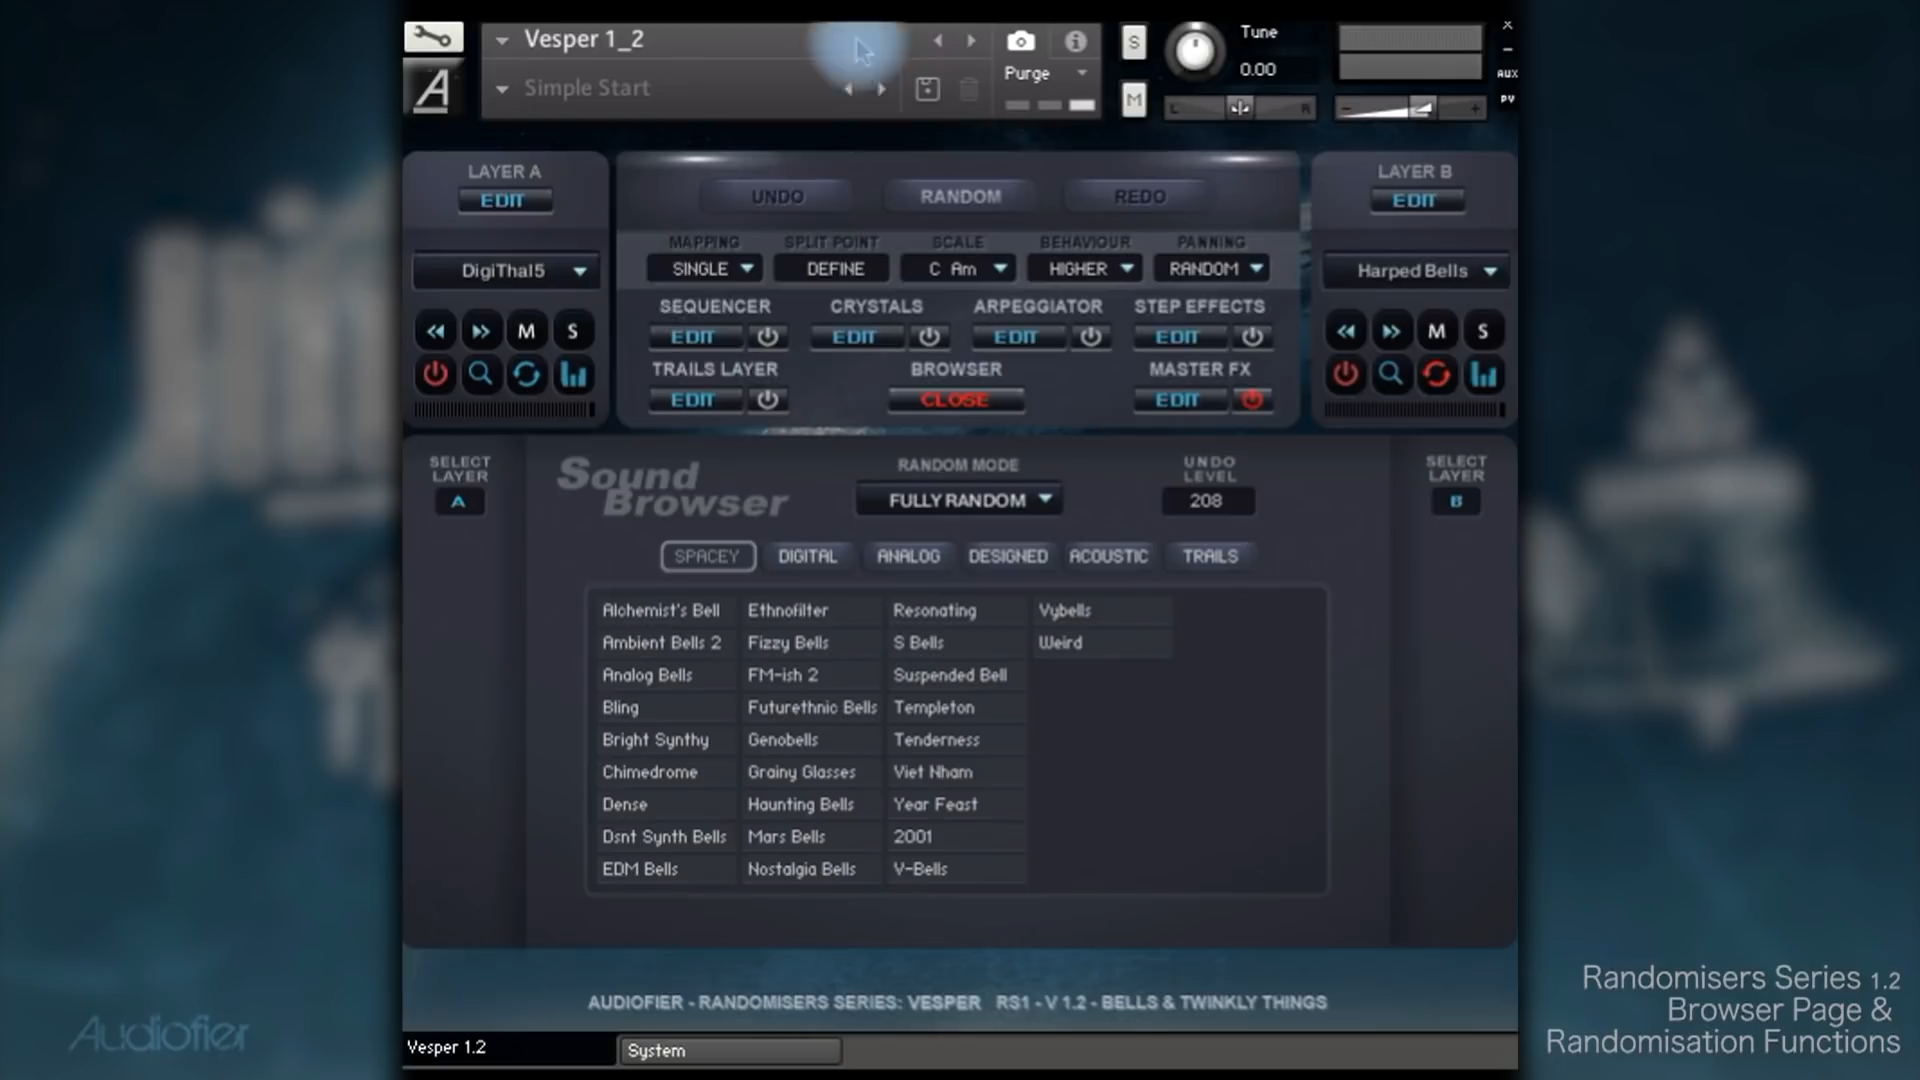 Vesper 1_2
Simple Start
Purge
S
M
Tune
0.00
L R
- +
x
-
AUX
PV
LAYER A
EDIT
DigiThal5
M S
UNDO RANDOM REDO
MAPPING SPLIT POINT SCALE BEHAVIOUR PANNING
SINGLE DEFINE C Am HIGHER RANDOM
SEQUENCER CRYSTALS ARPEGGIATOR STEP EFFECTS
EDIT EDIT EDIT EDIT
TRAILS LAYER BROWSER MASTER FX
EDIT CLOSE EDIT
LAYER B
EDIT
Harped Bells
M S
SELECT
LAYER
A
Sound
Browser
RANDOM MODE
FULLY RANDOM
UNDO
LEVEL
208
SELECT
LAYER
B
SPACEY DIGITAL ANALOG DESIGNED ACOUSTIC TRAILS
Alchemist's Bell Ethnofilter Resonating Vybells
Ambient Bells 2 Fizzy Bells S Bells Weird
Analog Bells FM-ish 2 Suspended Bell
Bling Futurethnic Bells Templeton
Bright Synthy Genobells Tenderness
Chimedrome Grainy Glasses Viet Nham
Dense Haunting Bells Year Feast
Dsnt Synth Bells Mars Bells 2001
EDM Bells Nostalgia Bells V-Bells
AUDIOFIER - RANDOMISERS SERIES: VESPER RS1 - V 1.2 - BELLS & TWINKLY THINGS
Vesper 1.2 System
Audiofier
Randomisers Series 1.2
Browser Page &
Randomisation Functions